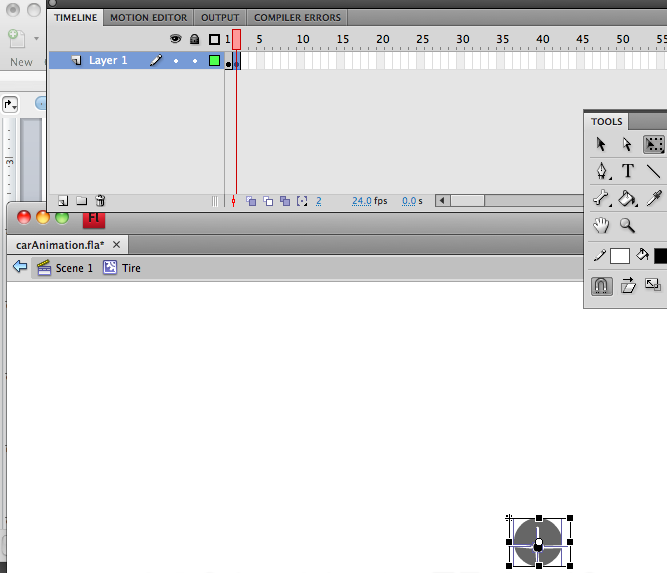 TIMELINE MOTION EDITOR OUTPUT COMPILER ERRORS
1 5 10 15 20 25 30 35 40 45 50 55
New
Layer 1
TOOLS
T
2 24.0 fps 0.0 s
Fl
carAnimation.fla*
Scene 1 Tire